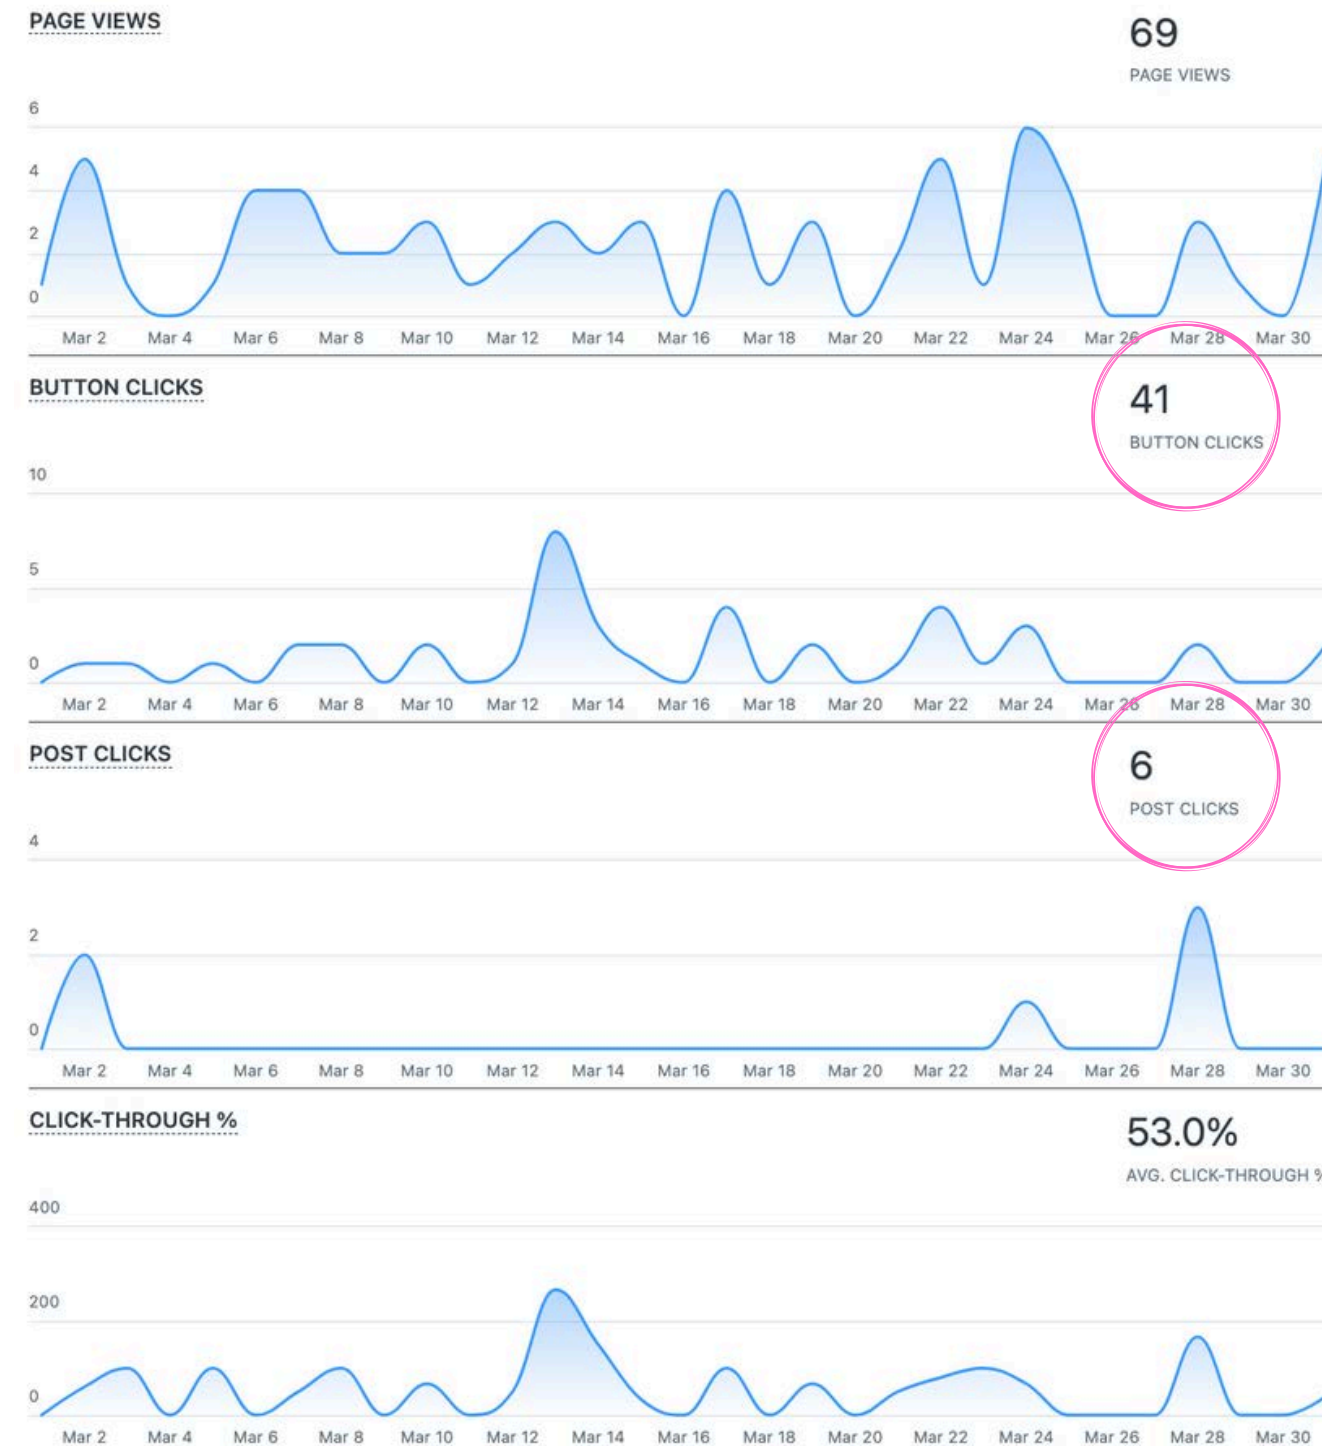 PAGE VIEWS
69
PAGE VIEWS
6
4
2
0
Mar 2 Mar 4 Mar 6 Mar 8 Mar 10 Mar 12 Mar 14 Mar 16 Mar 18 Mar 20 Mar 22 Mar 24 Mar 26 Mar 28 Mar 30
BUTTON CLICKS
41
BUTTON CLICKS
10
5
0
Mar 2 Mar 4 Mar 6 Mar 8 Mar 10 Mar 12 Mar 14 Mar 16 Mar 18 Mar 20 Mar 22 Mar 24 Mar 26 Mar 28 Mar 30
POST CLICKS
6
POST CLICKS
4
2
0
Mar 2 Mar 4 Mar 6 Mar 8 Mar 10 Mar 12 Mar 14 Mar 16 Mar 18 Mar 20 Mar 22 Mar 24 Mar 26 Mar 28 Mar 30
CLICK-THROUGH %
53.0%
AVG. CLICK-THROUGH %
400
200
0
Mar 2 Mar 4 Mar 6 Mar 8 Mar 10 Mar 12 Mar 14 Mar 16 Mar 18 Mar 20 Mar 22 Mar 24 Mar 26 Mar 28 Mar 30